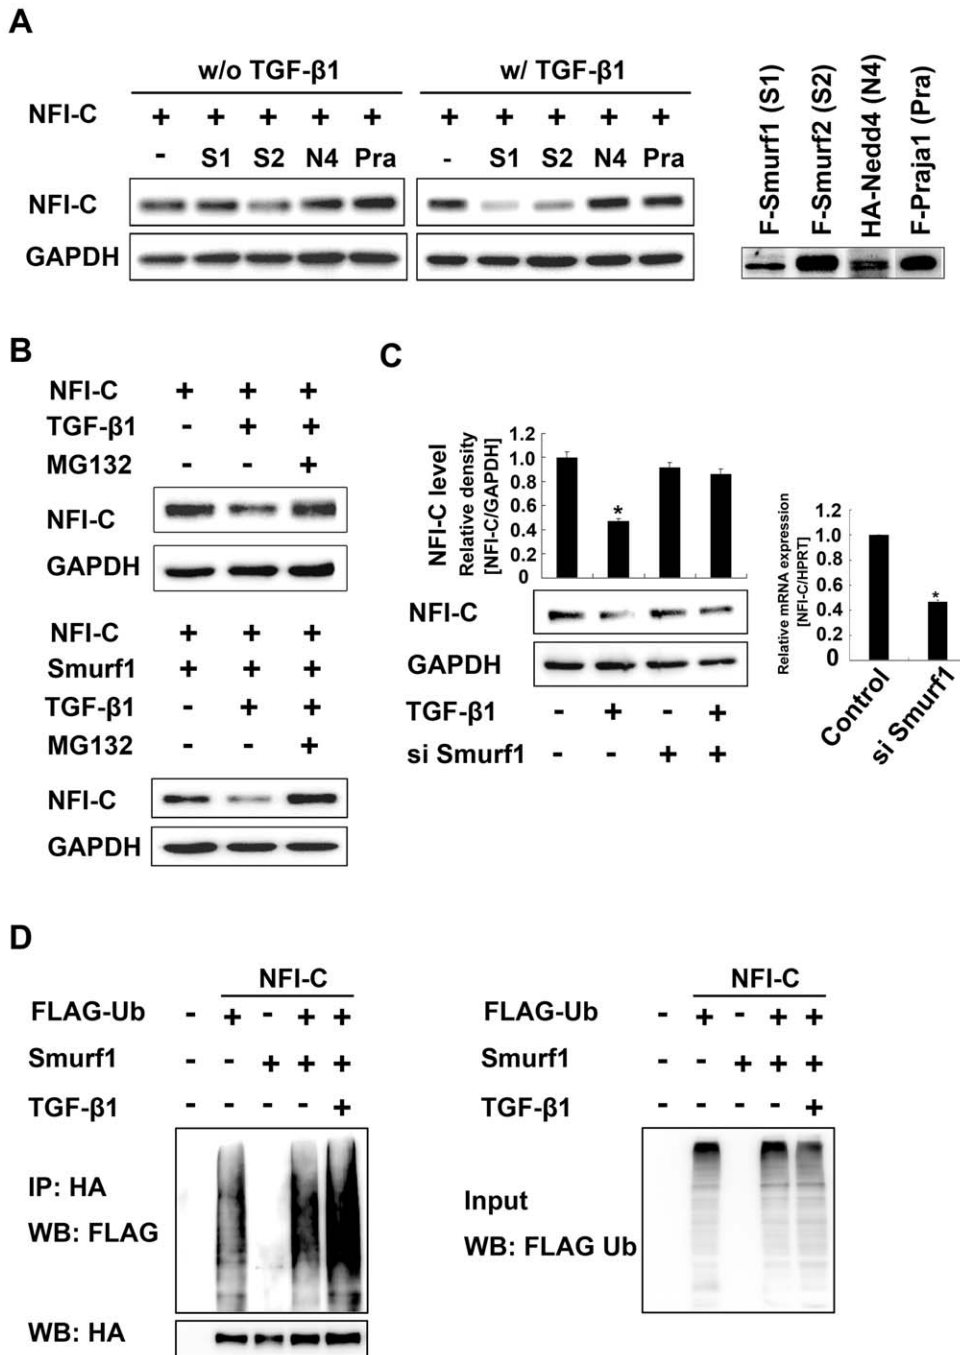 A
w/o TGF-β1
w/ TGF-β1
NFI-C + + + + + + + + + +
- S1 S2 N4 Pra - S1 S2 N4 Pra
NFI-C
GAPDH
F-Smurf1 (S1)
F-Smurf2 (S2)
HA-Nedd4 (N4)
F-Praja1 (Pra)
B
NFI-C + + +
TGF-β1 - + +
MG132 - - +
NFI-C
GAPDH
NFI-C + + +
Smurf1 + + +
TGF-β1 - + +
MG132 - - +
NFI-C
GAPDH
C
NFI-C level
Relative density
[NFI-C/GAPDH]
1.2
1.0
0.8
0.6
0.4
0.2
0
*
NFI-C
GAPDH
TGF-β1 - + - +
si Smurf1 - - + +
Relative mRNA expression
[NFI-C/HPRT]
1.2
1.0
0.8
0.6
0.4
0.2
0
*
Control
si Smurf1
D
NFI-C
FLAG-Ub - + - + +
Smurf1 - - + + +
TGF-β1 - - - - +
IP: HA
WB: FLAG
WB: HA
NFI-C
FLAG-Ub - + - + +
Smurf1 - - + + +
TGF-β1 - - - - +
Input
WB: FLAG Ub